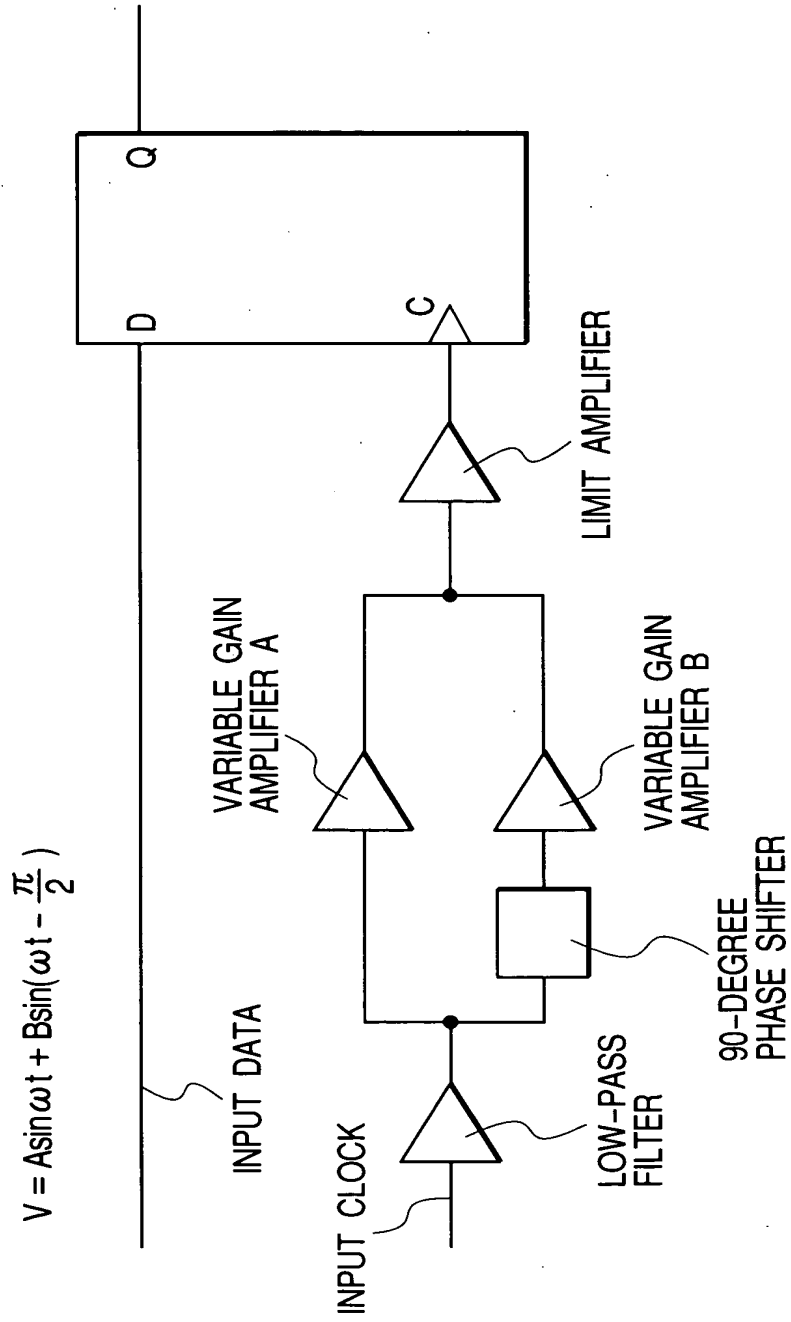 V = Asinωt + Bsin(ωt - π/2)
INPUT DATA
D
Q
INPUT CLOCK
C
LOW-PASS
FILTER
90-DEGREE
PHASE SHIFTER
VARIABLE GAIN
AMPLIFIER A
VARIABLE GAIN
AMPLIFIER B
LIMIT AMPLIFIER